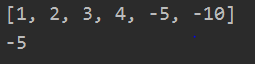 [1, 2, 3, 4, -5, -10]
-5